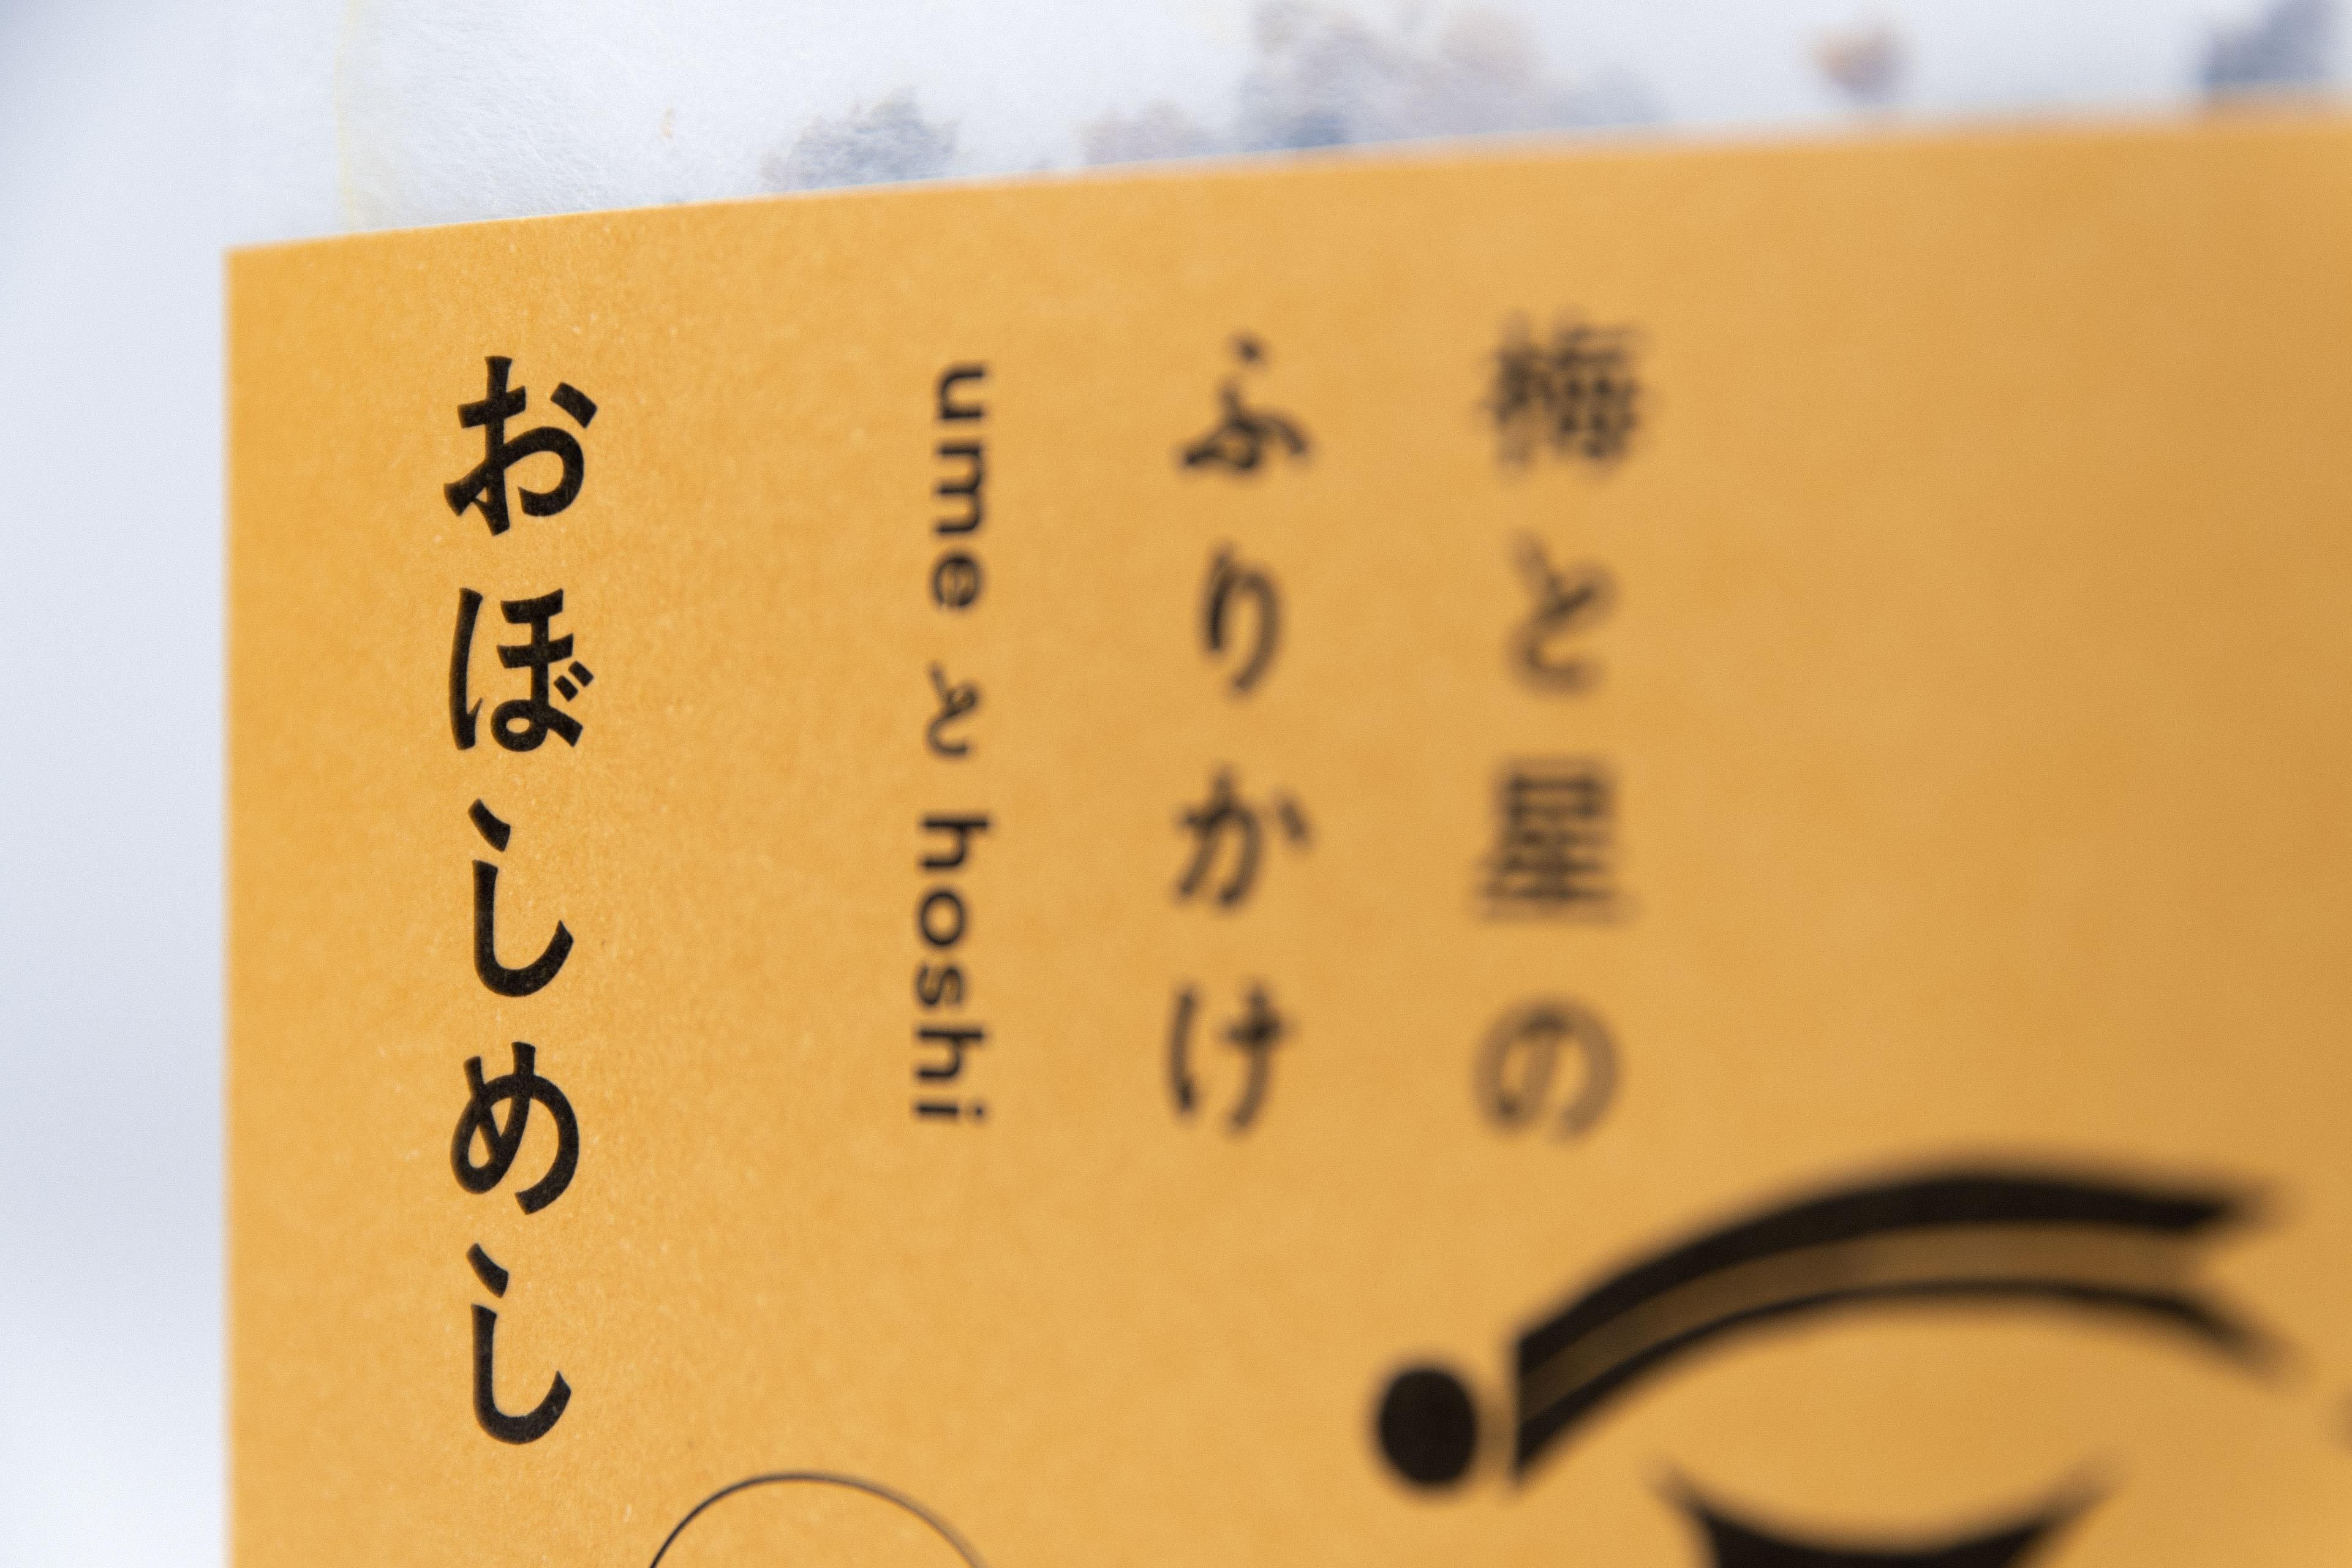 梅と星の
ふりかけ
ume と hoshi
おぼしめし